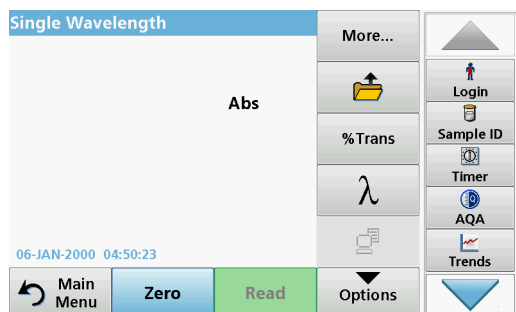 Single Wavelength
More...
Abs
%Trans
λ
06-JAN-2000 04:50:23
Main
Menu
Zero
Read
Options
Login
Sample ID
Timer
AQA
Trends